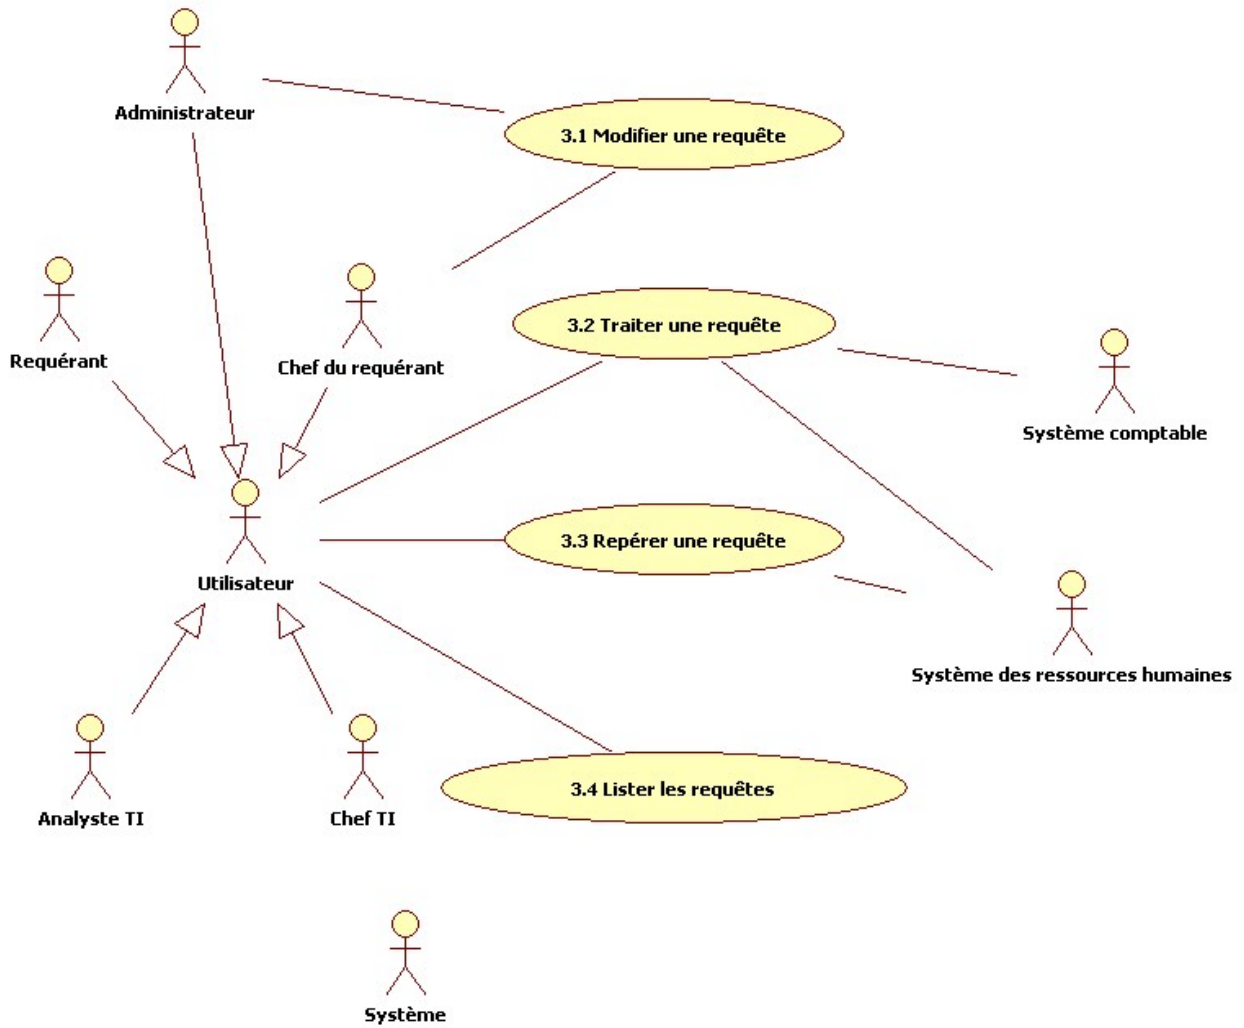 Administrateur
3.1 Modifier une requête
Requérant
Chef du requérant
3.2 Traiter une requête
Système comptable
3.3 Repérer une requête
Utilisateur
Système des ressources humaines
3.4 Lister les requêtes
Analyste TI
Chef TI
Système